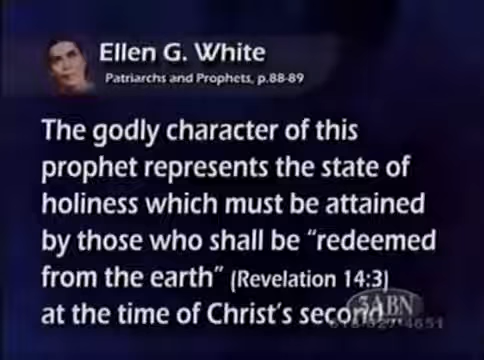 Ellen G. White
Patriarchs and Prophets, p.88-89
The godly character of this
prophet represents the state of
holiness which must be attained
by those who shall be "redeemed
from the earth" (Revelation 14:3)
at the time of Christ's second
3ABN